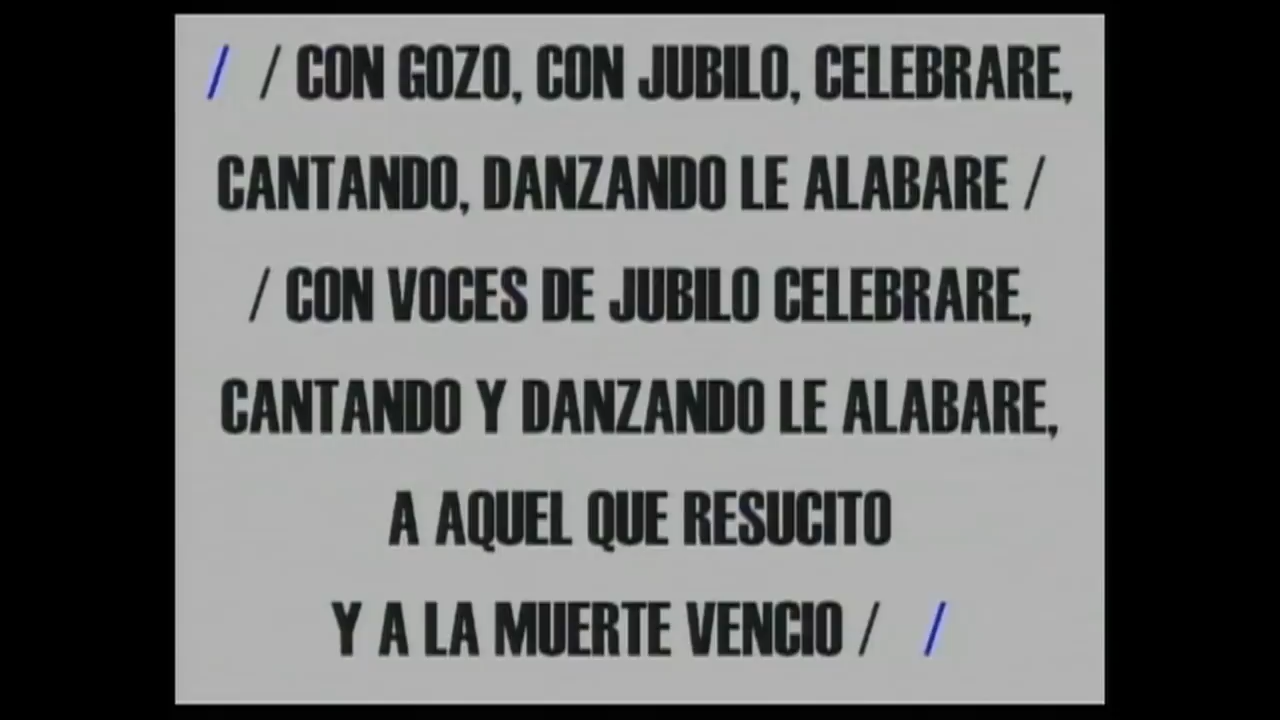 / / CON GOZO, CON JUBILO, CELEBRARE,
CANTANDO, DANZANDO LE ALABARE /
/ CON VOCES DE JUBILO CELEBRARE,
CANTANDO Y DANZANDO LE ALABARE,
A AQUEL QUE RESUCITO
Y A LA MUERTE VENCIO / /